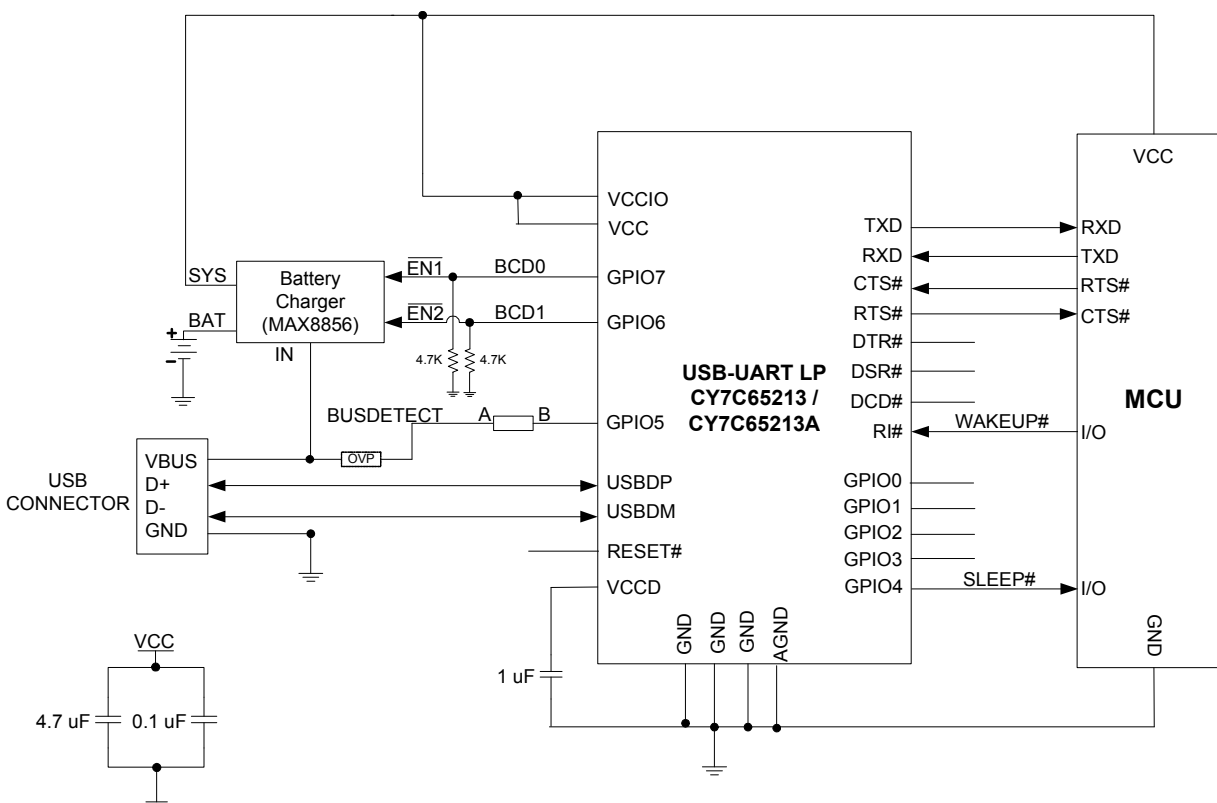 VCC
VCCIO
VCC
TXD
RXD
RXD
TXD
SYS
Battery
Charger
(MAX8856)
EN1
BCD0
GPIO7
CTS#
RTS#
BAT
+
-
EN2
BCD1
GPIO6
RTS#
CTS#
IN
4.7K
4.7K
DTR#
DSR#
DCD#
USB-UART LP
CY7C65213 /
CY7C65213A
MCU
BUSDETECT
A
B
GPIO5
RI#
WAKEUP#
I/O
USB
CONNECTOR
VBUS
D+
D-
GND
OVP
USBDP
USBDM
RESET#
VCCD
GPIO0
GPIO1
GPIO2
GPIO3
GPIO4
SLEEP#
I/O
GND
GND
GND
AGND
GND
1 uF
VCC
4.7 uF
0.1 uF